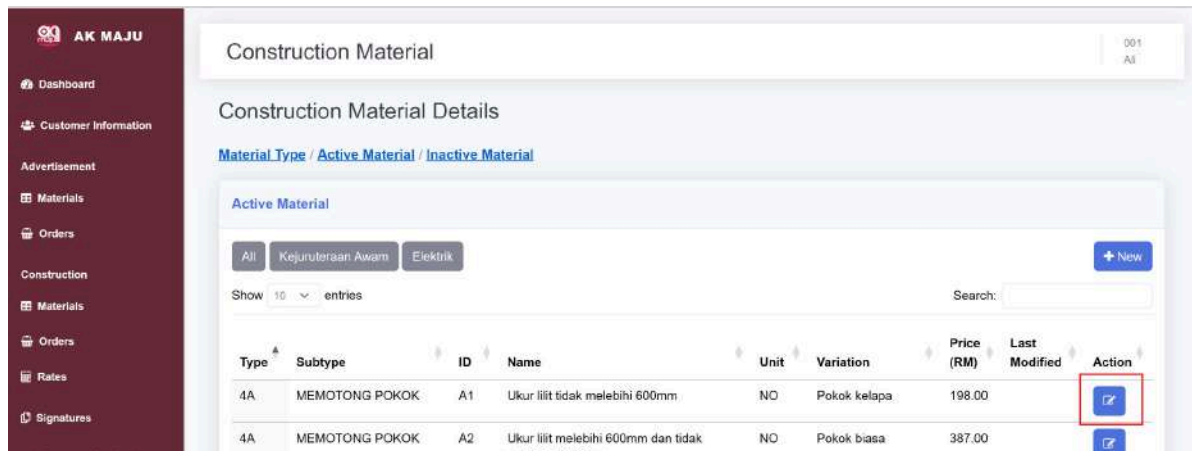 AK MAJU
Dashboard
Customer Information
Advertisement
Materials
Orders
Construction
Materials
Orders
Rates
Signatures
Construction Material
001
Ali
Construction Material Details
Material Type / Active Material / Inactive Material
Active Material
All Kejuruteraan Awam Elektrik
+ New
Show 10 entries
Search:
Type Subtype ID Name Unit Variation Price (RM) Last Modified Action
4A MEMOTONG POKOK A1 Ukur lilit tidak melebihi 600mm NO Pokok kelapa 198.00
4A MEMOTONG POKOK A2 Ukur lilit melebihi 600mm dan tidak NO Pokok biasa 387.00